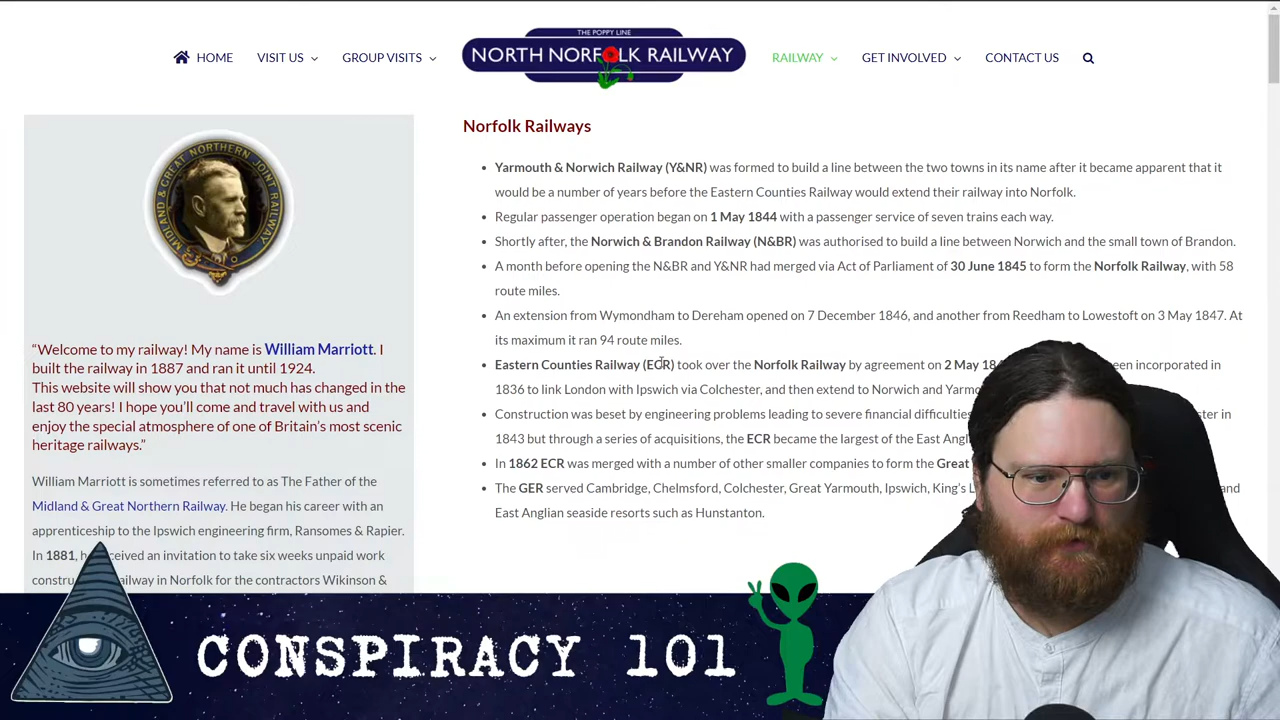 THE POPPY LINE
HOME
VISIT US
GROUP VISITS
NORTH NORFOLK RAILWAY
RAILWAY
GET INVOLVED
CONTACT US
MIDLAND & GREAT NORTHERN JOINT RAILWAY
"Welcome to my railway! My name is William Marriott. I
built the railway in 1887 and ran it until 1924.
This website will show you that not much has changed in the
last 80 years! I hope you'll come and travel with us and
enjoy the special atmosphere of one of Britain's most scenic
heritage railways."
William Marriott is sometimes referred to as The Father of the
Midland & Great Northern Railway. He began his career with an
apprenticeship to the Ipswich engineering firm, Ransomes & Rapier.
In 1881, invitation to take six weeks unpaid work
in Norfolk for the contractors Wikinson &
Norfolk Railways
Yarmouth & Norwich Railway (Y&NR) was formed to build a line between the two towns in its name after it became apparent that it
would be a number of years before the Eastern Counties Railway would extend their railway into Norfolk.
Regular passenger operation began on 1 May 1844 with a passenger service of seven trains each way.
Shortly after, the Norwich & Brandon Railway (N&BR) was authorised to build a line between Norwich and the small town of Brandon.
A month before opening the N&BR and Y&NR had merged via Act of Parliament of 30 June 1845 to form the Norfolk Railway, with 58
route miles.
An extension from Wymondham to Dereham opened on 7 December 1846, and another from Reedham to Lowestoft on 3 May 1847. At
its maximum it ran 94 route miles.
Eastern Counties Railway (ECR) took over the Norfolk Railway by agreement on 2 May incorporated in
1836 to link London with Ipswich via Colchester, and then extend to Norwich and
Construction was beset by engineering problems leading to severe financial difficulties in
1843 but through a series of acquisitions, the ECR became the largest of the East
In 1862 ECR was merged with a number of other smaller companies to form the Great
The GER served Cambridge, Chelmsford, Colchester, Great Yarmouth, Ipswich, King's and
East Anglian seaside resorts such as Hunstanton.
CONSPIRACY 101